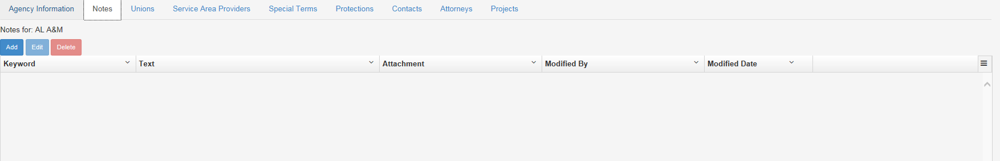 Agency Information Notes Unions Service Area Providers Special Terms Protections Contacts Attorneys Projects
Notes for: AL A&M
Add Edit Delete
Keyword Text Attachment Modified By Modified Date